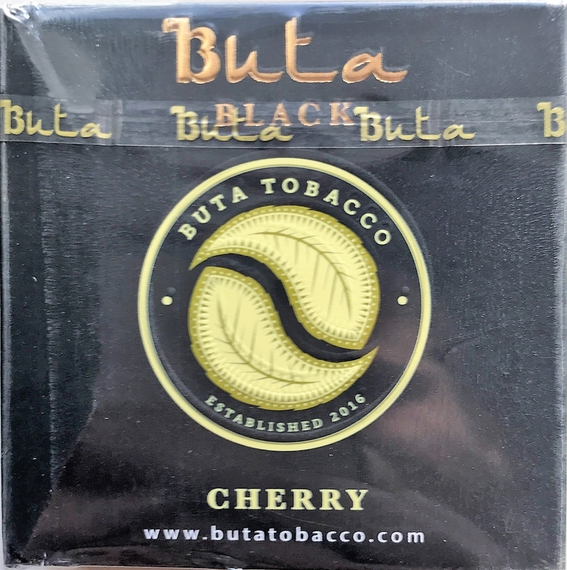 Buta
BLACK
Buta Buta Buta B
BUTA TOBACCO
ESTABLISHED 2016
CHERRY
www.butatobacco.com